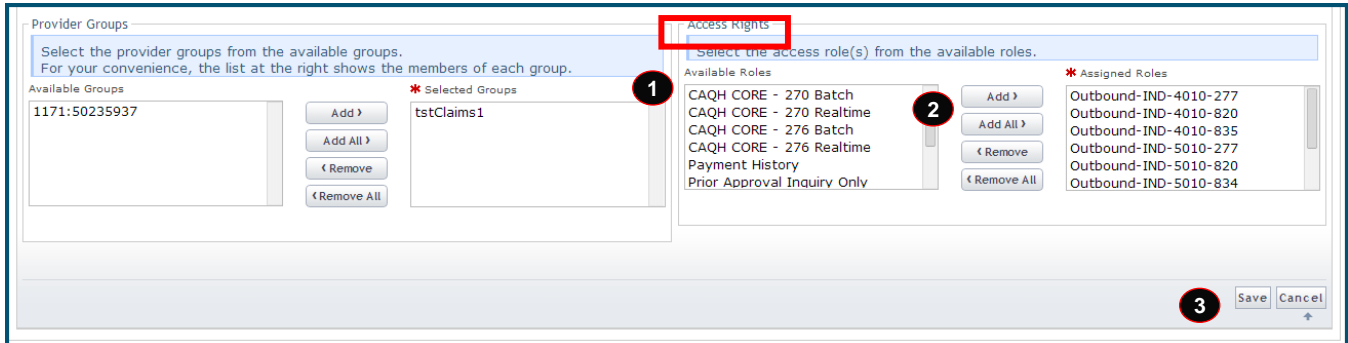 Provider Groups
Select the provider groups from the available groups.
For your convenience, the list at the right shows the members of each group.
Available Groups
1171:50235937
Add >
Add All >
< Remove
< Remove All
* Selected Groups
tstClaims1
1
Access Rights
Select the access role(s) from the available roles.
Available Roles
CAQH CORE - 270 Batch
CAQH CORE - 270 Realtime
CAQH CORE - 276 Batch
CAQH CORE - 276 Realtime
Payment History
Prior Approval Inquiry Only
2
Add >
Add All >
< Remove
< Remove All
* Assigned Roles
Outbound-IND-4010-277
Outbound-IND-4010-820
Outbound-IND-4010-835
Outbound-IND-5010-277
Outbound-IND-5010-820
Outbound-IND-5010-834
3
Save
Cancel